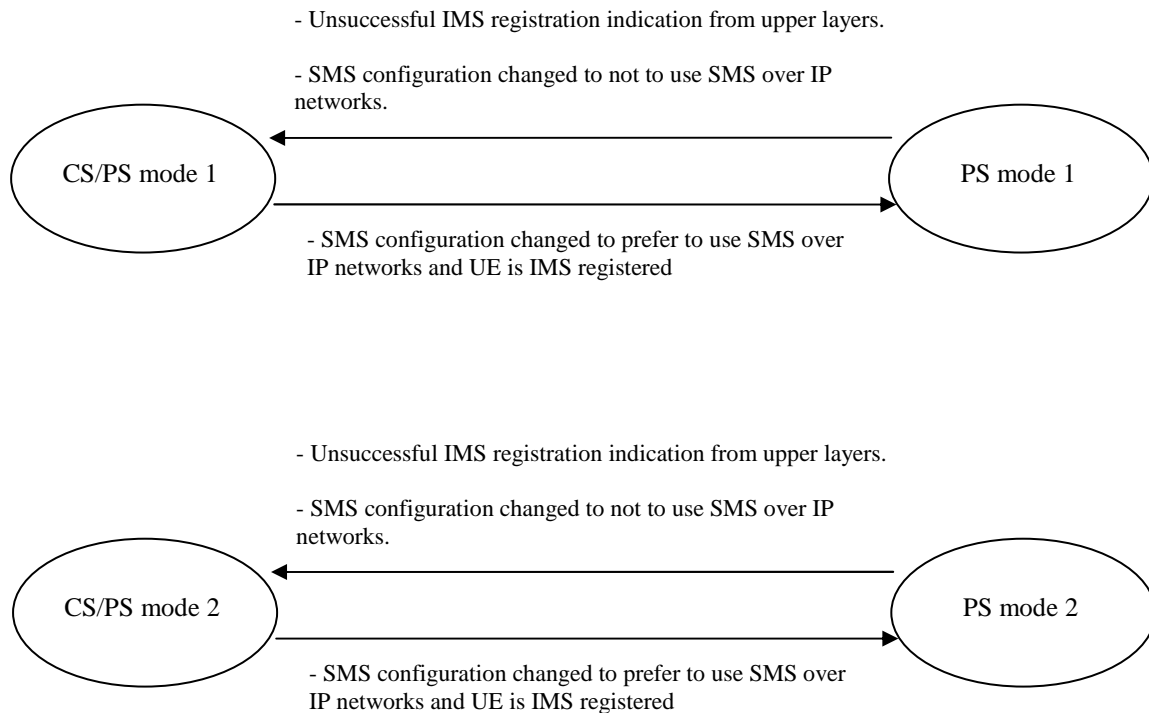 - Unsuccessful IMS registration indication from upper layers.
- SMS configuration changed to not to use SMS over IP
networks.
CS/PS mode 1
PS mode 1
- SMS configuration changed to prefer to use SMS over
IP networks and UE is IMS registered
- Unsuccessful IMS registration indication from upper layers.
- SMS configuration changed to not to use SMS over IP
networks.
CS/PS mode 2
PS mode 2
- SMS configuration changed to prefer to use SMS over
IP networks and UE is IMS registered